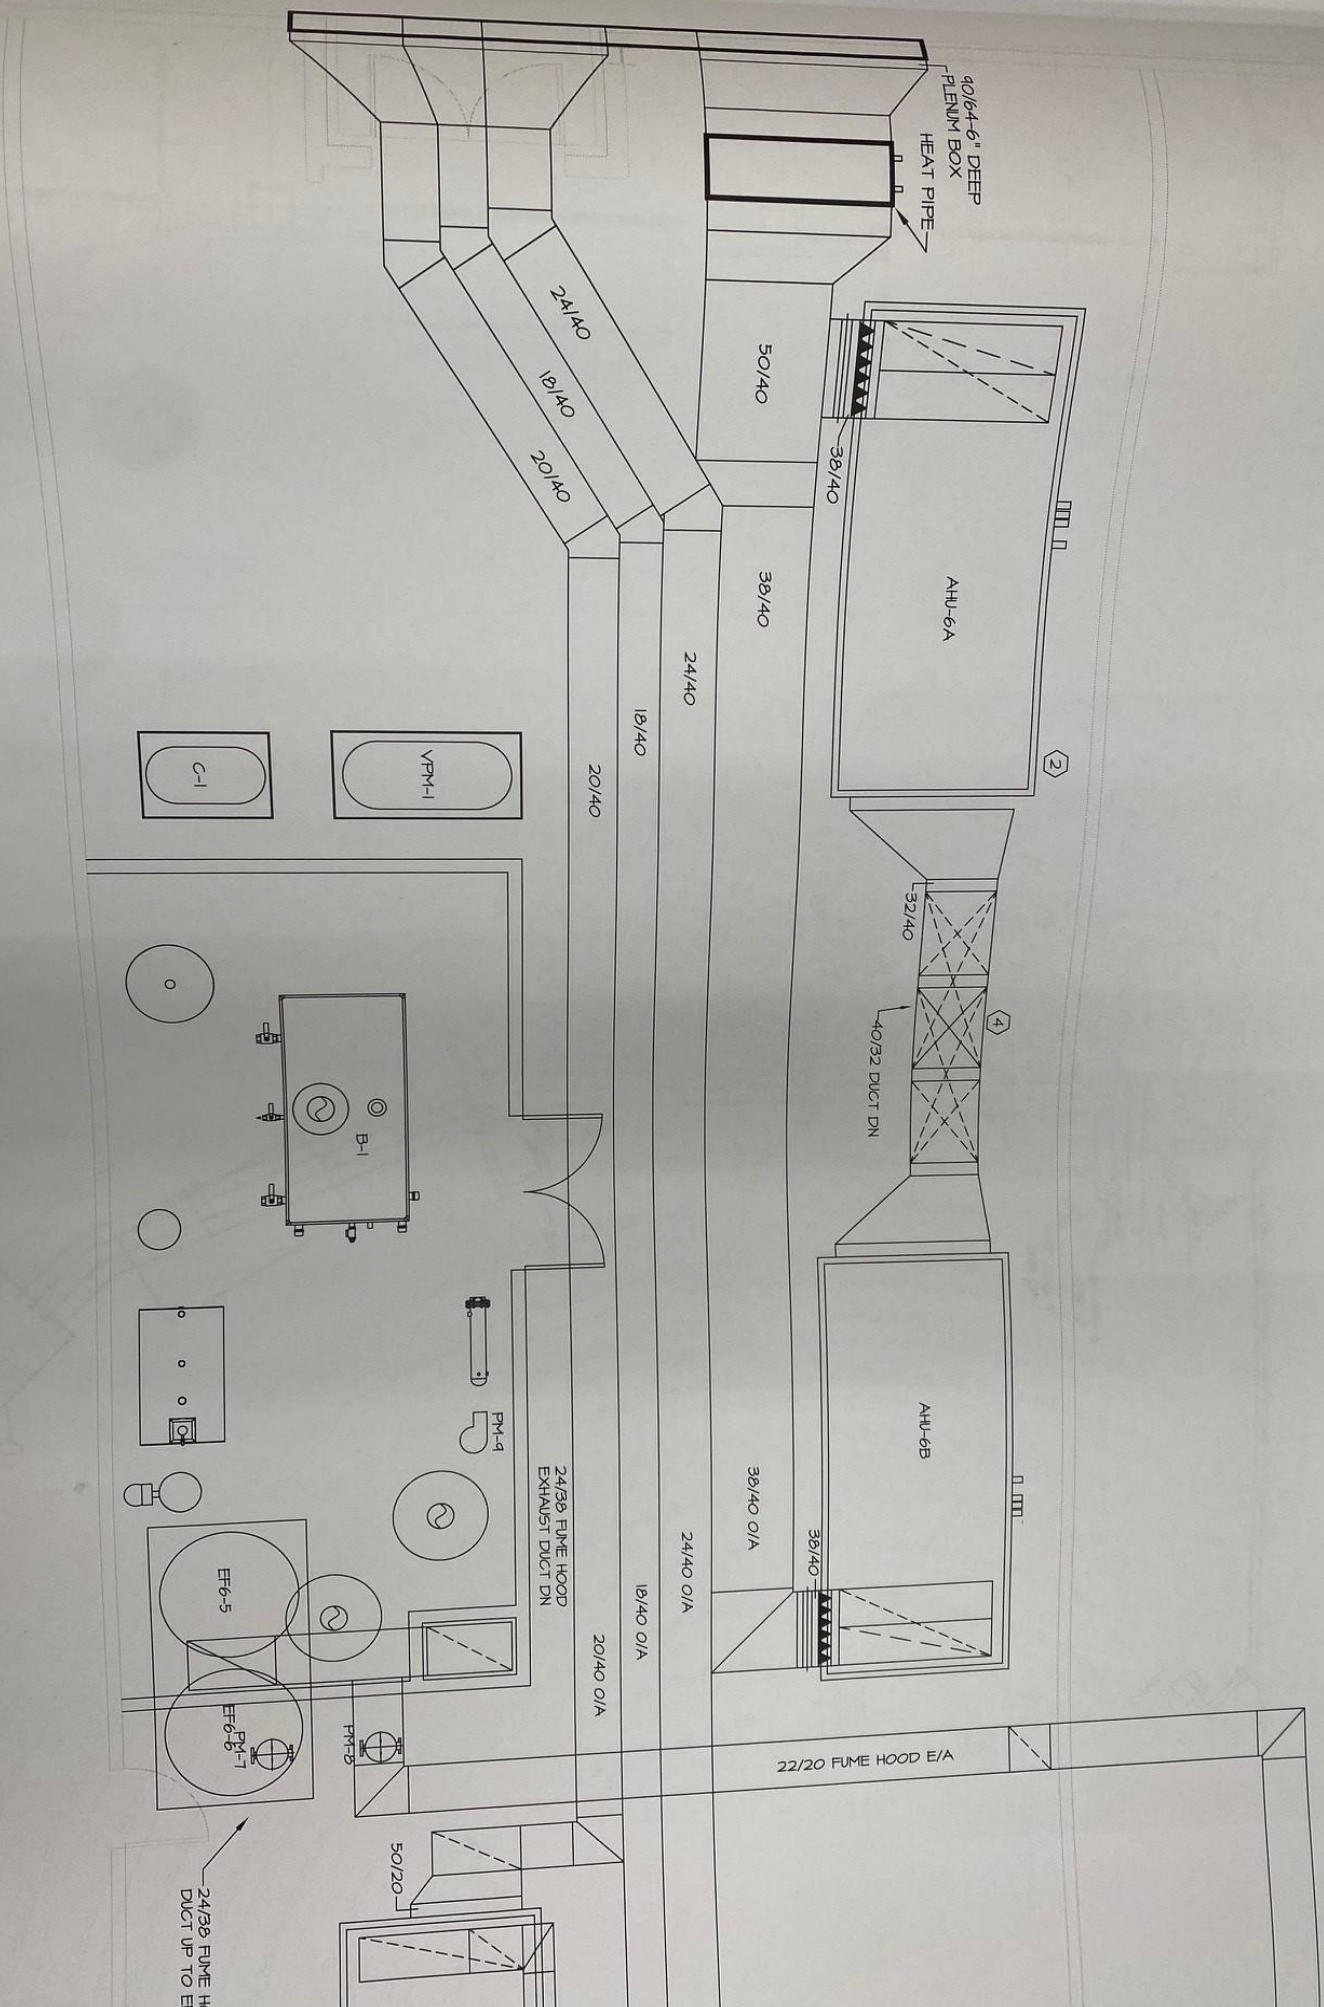 90/64-6" DEEP
PLENUM BOX
HEAT PIPE
24/40
18/40
20/40
50/40
38/40
38/40
AHU-6A
24/40
18/40
20/40
2
C-1
VPM-1
32/40
4
40/32 DUCT DN
B-1
AHU-6B
PM-9
24/38 FUME HOOD
EXHAUST DUCT DN
38/40 O/A
38/40
24/40 O/A
18/40 O/A
20/40 O/A
EF6-5
EF6-6
PM-7
PM-8
22/20 FUME HOOD E/A
50/20
24/38 FUME H
DUCT UP TO E